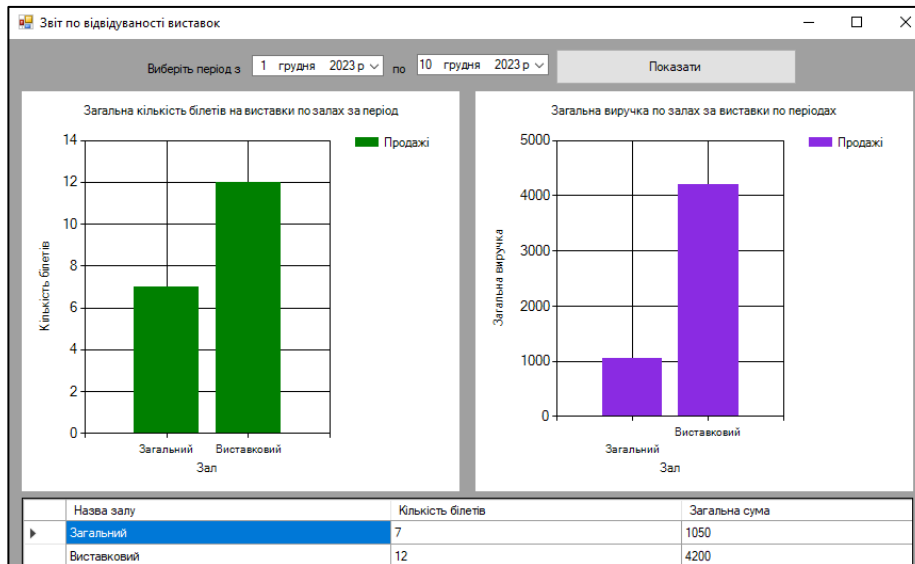 Звіт по відвідуваності виставок
Виберіть період з 1 грудня 2023 р по 10 грудня 2023 р Показати
Загальна кількість білетів на виставки по залах за період
Продажі
Кількість білетів
14
12
10
8
6
4
2
0
Загальний Виставковий
Зал
Загальна виручка по залах за виставки по періодах
Продажі
Загальна виручка
5000
4000
3000
2000
1000
0
Виставковий
Загальний
Зал
Назва залу Кількість білетів Загальна сума
Загальний 7 1050
Виставковий 12 4200